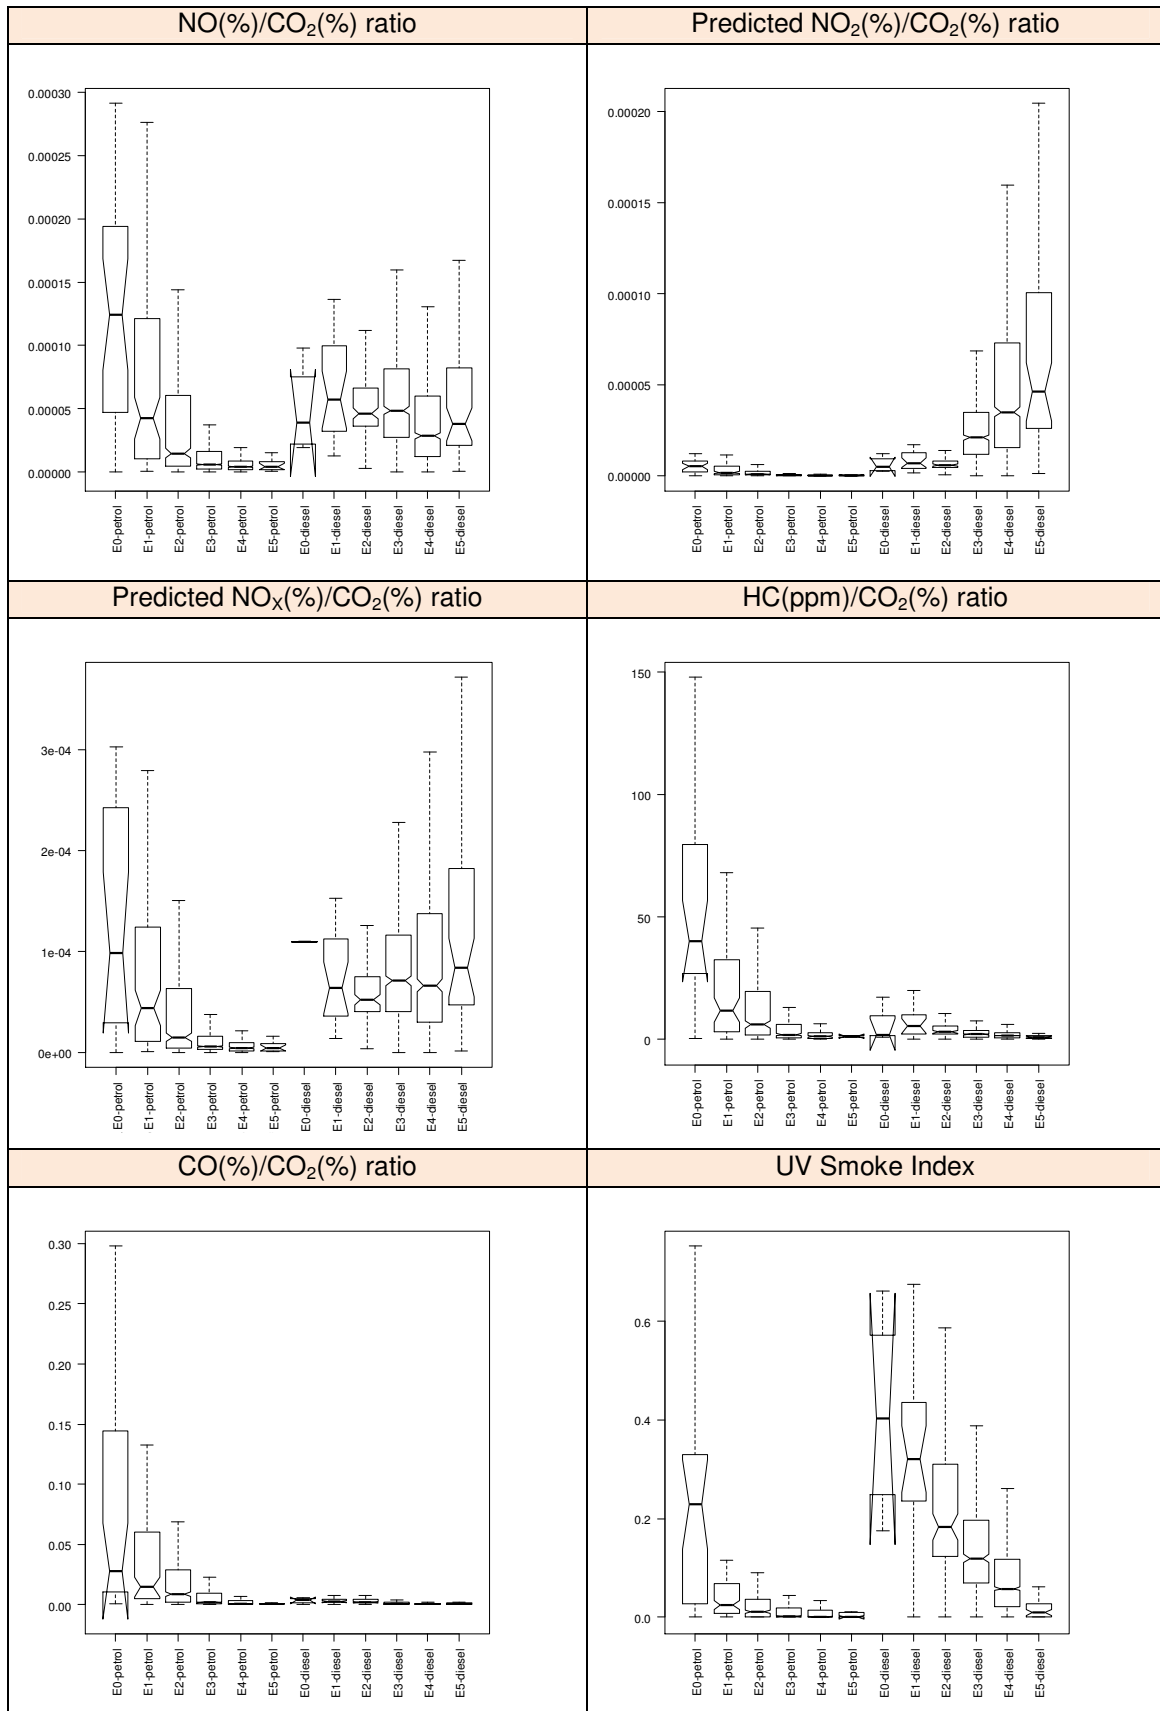 NO(%)/CO₂(%) ratio
Predicted NO₂(%)/CO₂(%) ratio
0.00030
0.00025
0.00020
0.00015
0.00010
0.00005
0.00000
E0-petrol
E1-petrol
E2-petrol
E3-petrol
E4-petrol
E5-petrol
E0-diesel
E1-diesel
E2-diesel
E3-diesel
E4-diesel
E5-diesel
0.00020
0.00015
0.00010
0.00005
0.00000
E0-petrol
E1-petrol
E2-petrol
E3-petrol
E4-petrol
E5-petrol
E0-diesel
E1-diesel
E2-diesel
E3-diesel
E4-diesel
E5-diesel
Predicted NOₓ(%)/CO₂(%) ratio
HC(ppm)/CO₂(%) ratio
3e-04
2e-04
1e-04
0e+00
E0-petrol
E1-petrol
E2-petrol
E3-petrol
E4-petrol
E5-petrol
E0-diesel
E1-diesel
E2-diesel
E3-diesel
E4-diesel
E5-diesel
150
100
50
0
E0-petrol
E1-petrol
E2-petrol
E3-petrol
E4-petrol
E5-petrol
E0-diesel
E1-diesel
E2-diesel
E3-diesel
E4-diesel
E5-diesel
CO(%)/CO₂(%) ratio
UV Smoke Index
0.30
0.25
0.20
0.15
0.10
0.05
0.00
E0-petrol
E1-petrol
E2-petrol
E3-petrol
E4-petrol
E5-petrol
E0-diesel
E1-diesel
E2-diesel
E3-diesel
E4-diesel
E5-diesel
0.6
0.4
0.2
0.0
E0-petrol
E1-petrol
E2-petrol
E3-petrol
E4-petrol
E5-petrol
E0-diesel
E1-diesel
E2-diesel
E3-diesel
E4-diesel
E5-diesel